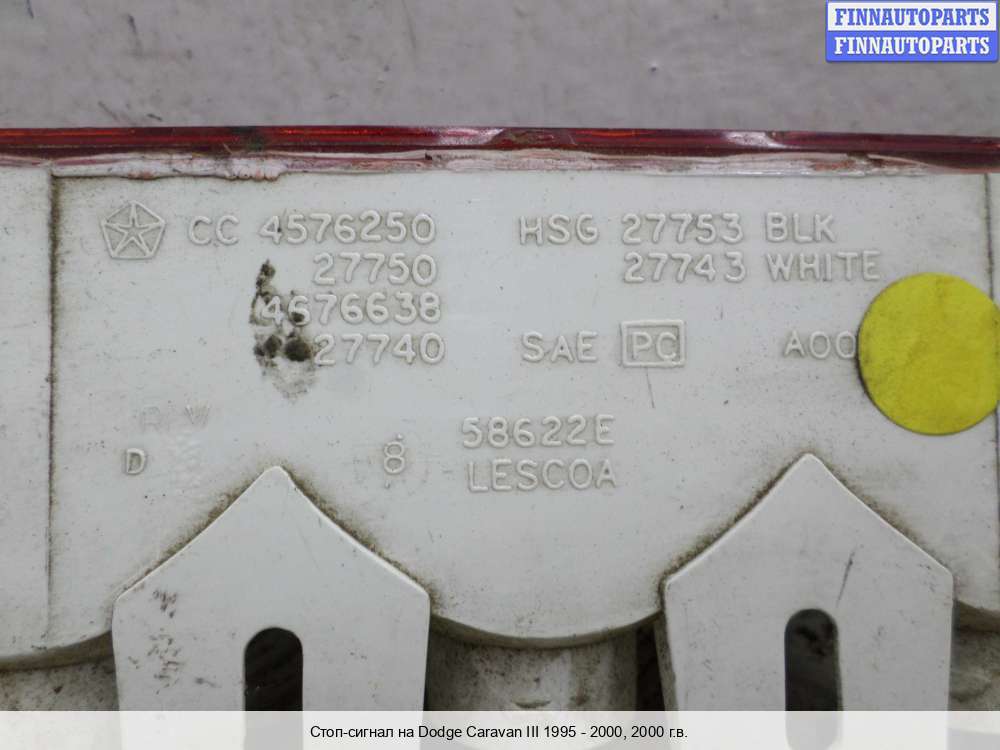 FINNAUTOPARTS
FINNAUTOPARTS
CC 4576250
27750
4676638
27740
HSG 27753 BLK
27743 WHITE
SAE PC A00
R W
D
8
58622E
LESCOA
Стоп-сигнал на Dodge Caravan III 1995 - 2000, 2000 г.в.